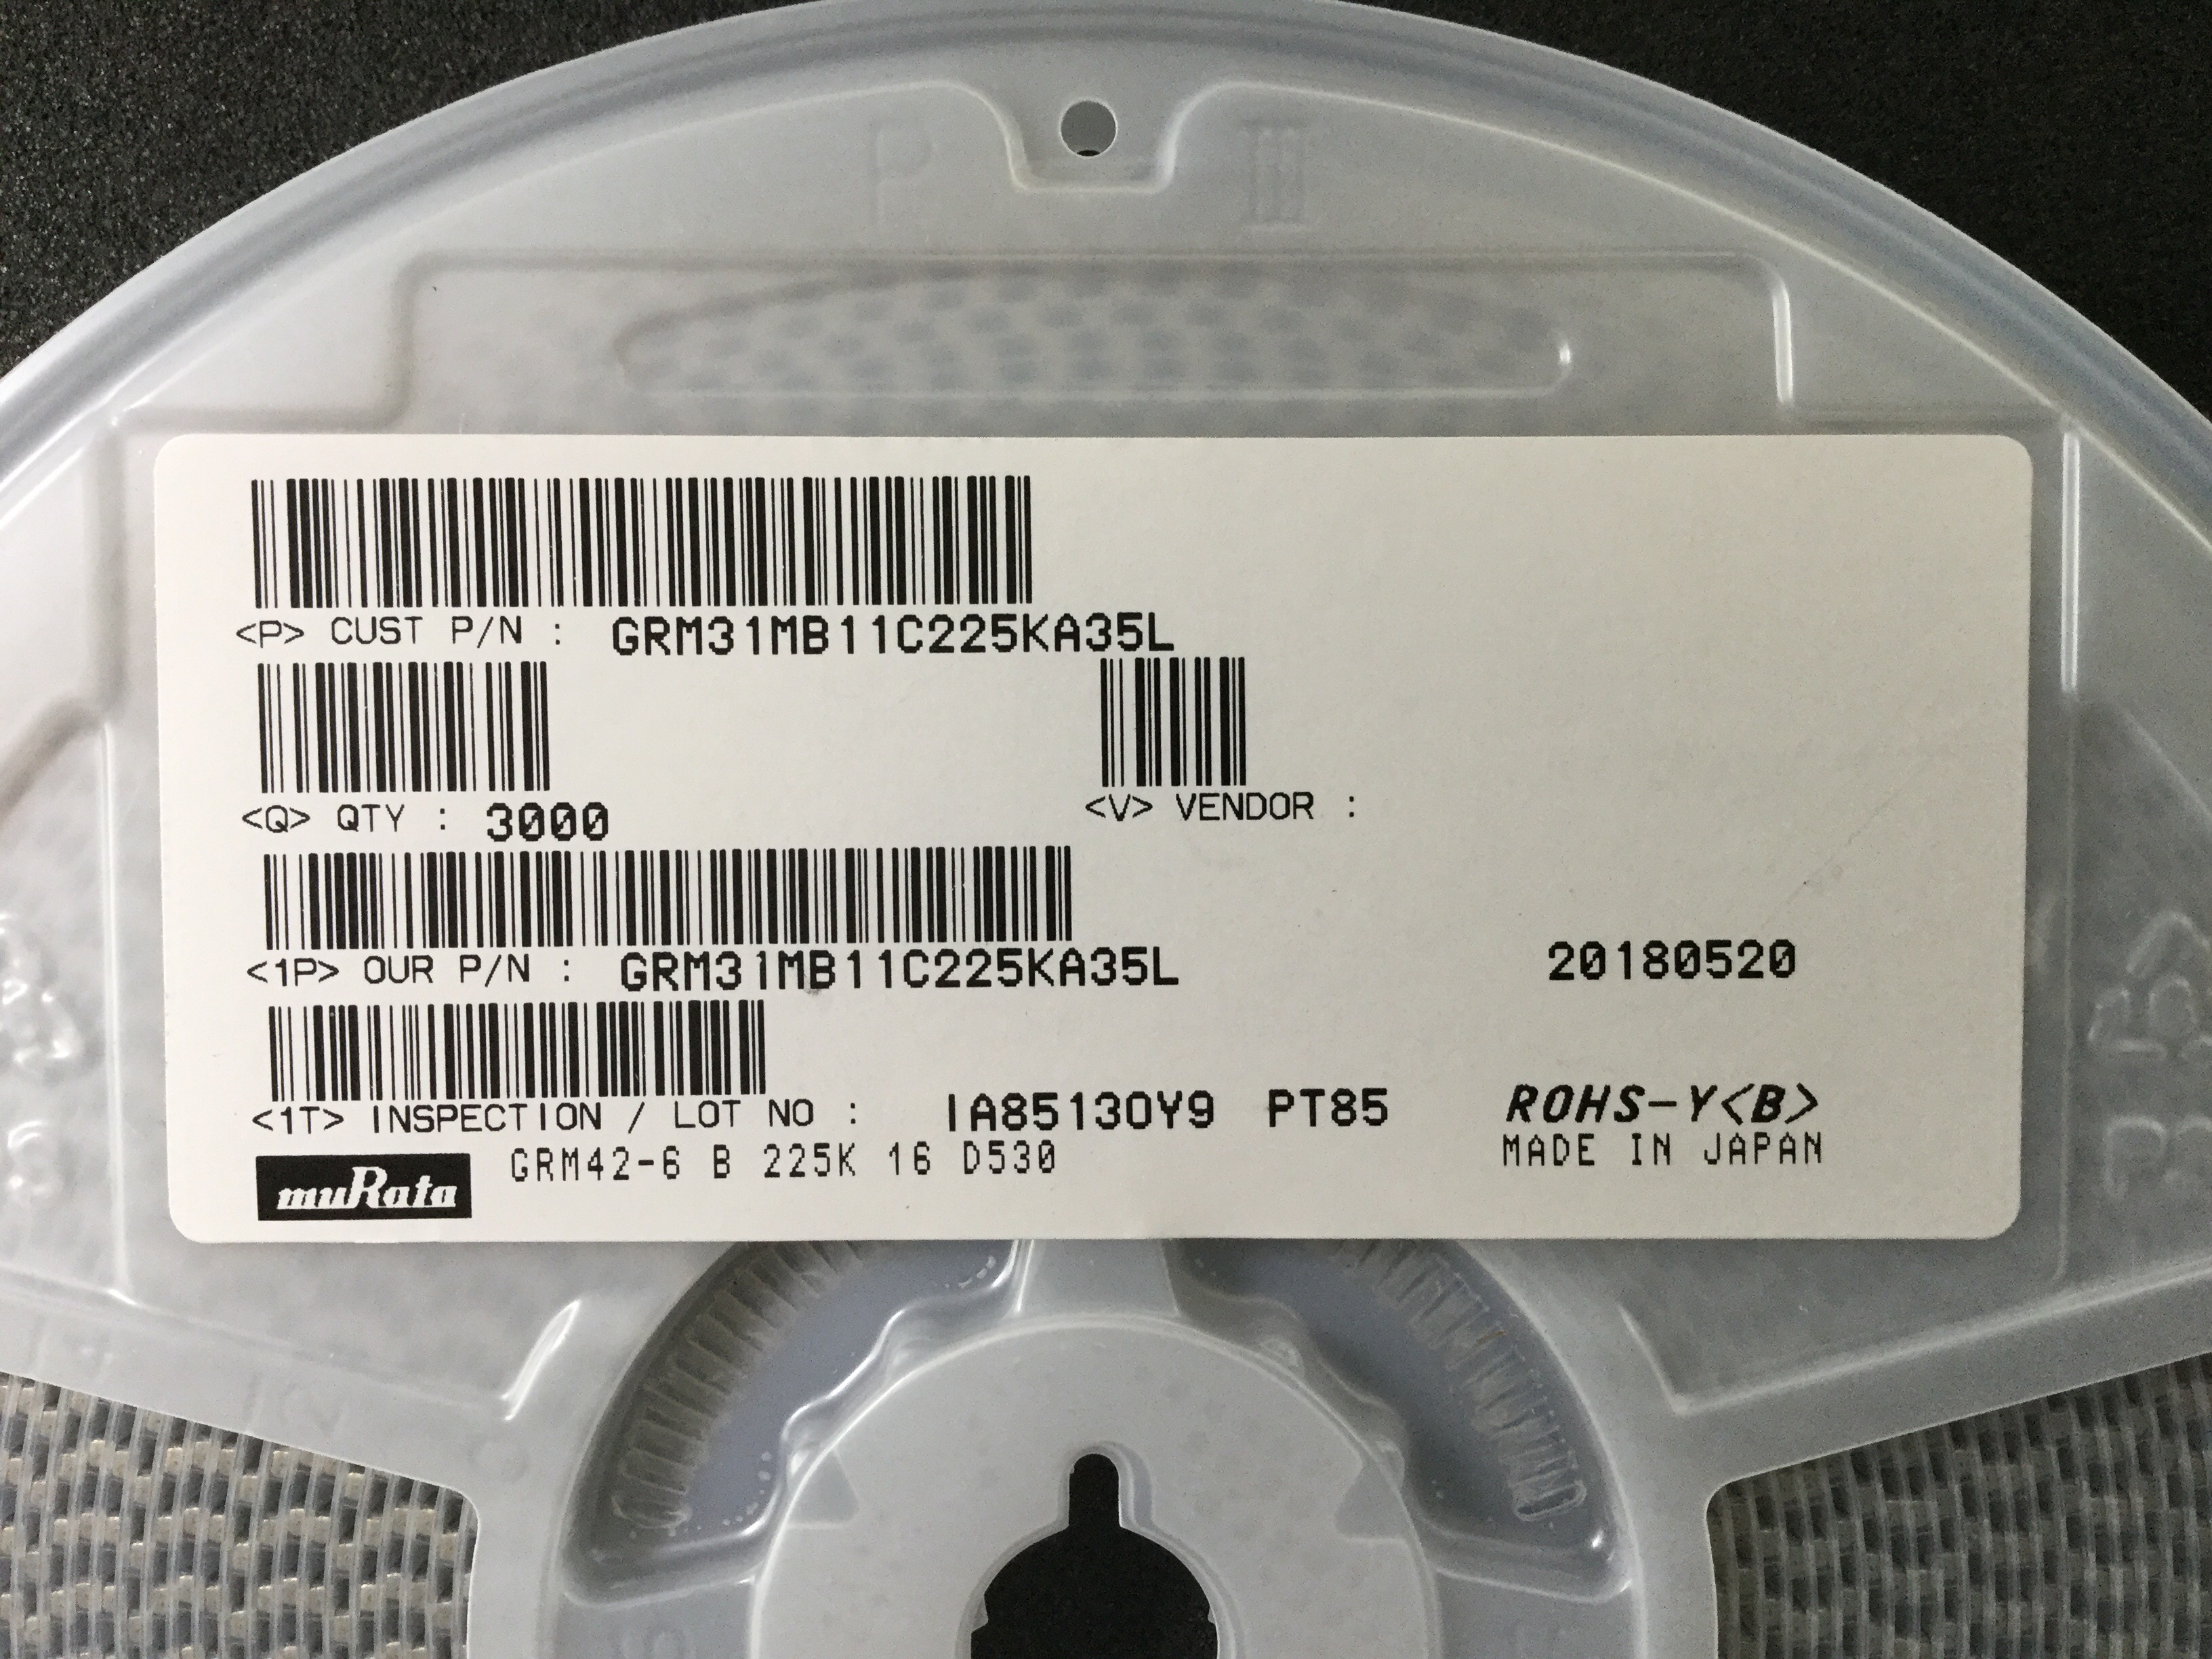 P III
<P> CUST P/N : GRM31MB11C225KA35L
<Q> QTY : 3000 <V> VENDOR :
<1P> OUR P/N : GRM31MB11C225KA35L 20180520
<1T> INSPECTION / LOT NO : IA85130Y9 PT85 ROHS-Y<B>
muRata GRM42-6 B 225K 16 D530 MADE IN JAPAN